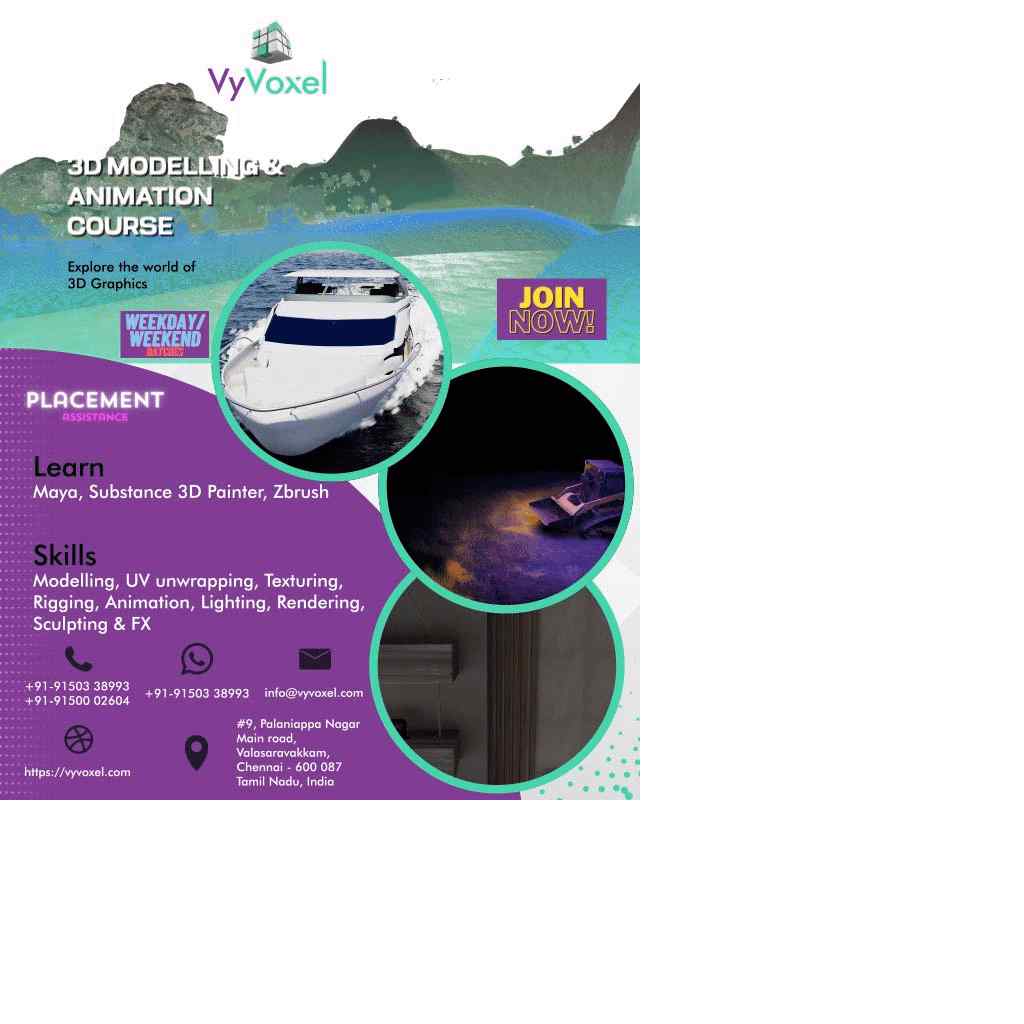 VyVoxel
3D MODELLING &
ANIMATION
COURSE
Explore the world of
3D Graphics
WEEKDAY/
WEEKEND
BATCHES
JOIN
NOW!
PLACEMENT
ASSISTANCE
Learn
Maya, Substance 3D Painter, Zbrush
Skills
Modelling, UV unwrapping, Texturing,
Rigging, Animation, Lighting, Rendering,
Sculpting & FX
+91-91503 38993
+91-91500 02604
+91-91503 38993
info@vyvoxel.com
https://vyvoxel.com
#9, Palaniappa Nagar
Main road,
Valasaravakkam,
Chennai - 600 087
Tamil Nadu, India